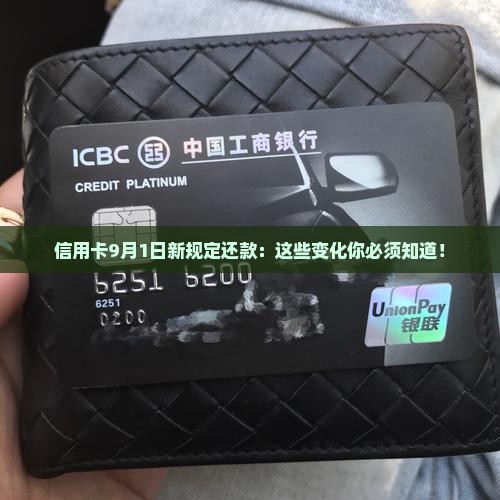 ICBC 中国工商银行
CREDIT PLATINUM
信用卡9月1日新规定还款：这些变化你必须知道！
6251 6200
6251
0200
UnionPay
银联